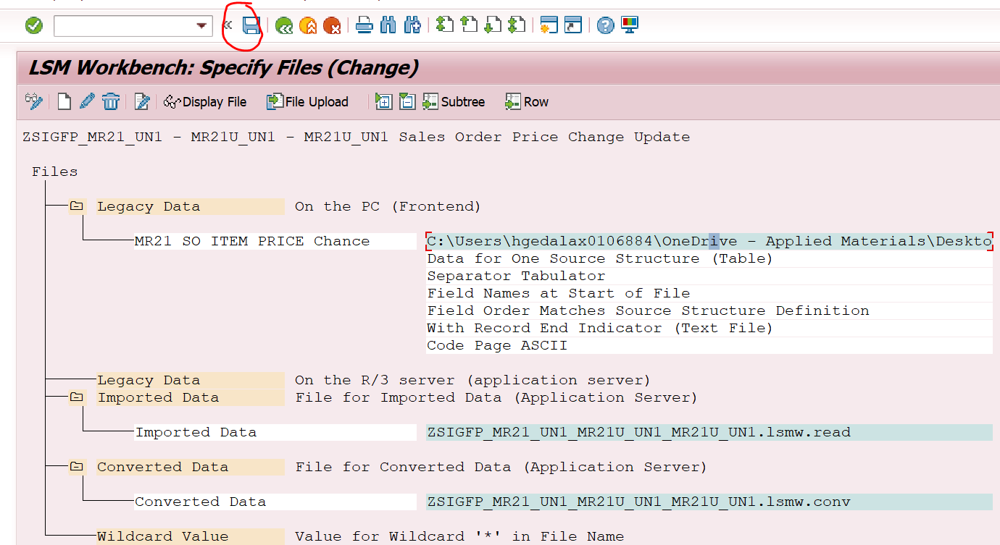 LSM Workbench: Specify Files (Change)
Display File File Upload Subtree Row
ZSIGFP_MR21_UN1 - MR21U_UN1 - MR21U_UN1 Sales Order Price Change Update
Files
Legacy Data On the PC (Frontend)
MR21 SO ITEM PRICE Chance C:\Users\hgedalax0106884\OneDrive - Applied Materials\Deskto
Data for One Source Structure (Table)
Separator Tabulator
Field Names at Start of File
Field Order Matches Source Structure Definition
With Record End Indicator (Text File)
Code Page ASCII
Legacy Data On the R/3 server (application server)
Imported Data File for Imported Data (Application Server)
Imported Data ZSIGFP_MR21_UN1_MR21U_UN1_MR21U_UN1.lsmw.read
Converted Data File for Converted Data (Application Server)
Converted Data ZSIGFP_MR21_UN1_MR21U_UN1_MR21U_UN1.lsmw.conv
Wildcard Value Value for Wildcard '*' in File Name